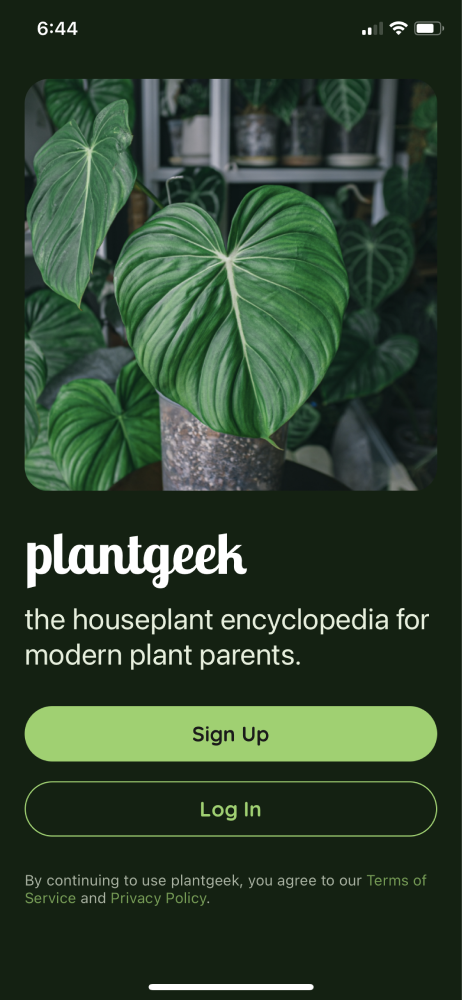 6:44
plantgeek
the houseplant encyclopedia for
modern plant parents.
Sign Up
Log In
By continuing to use plantgeek, you agree to our Terms of
Service and Privacy Policy.